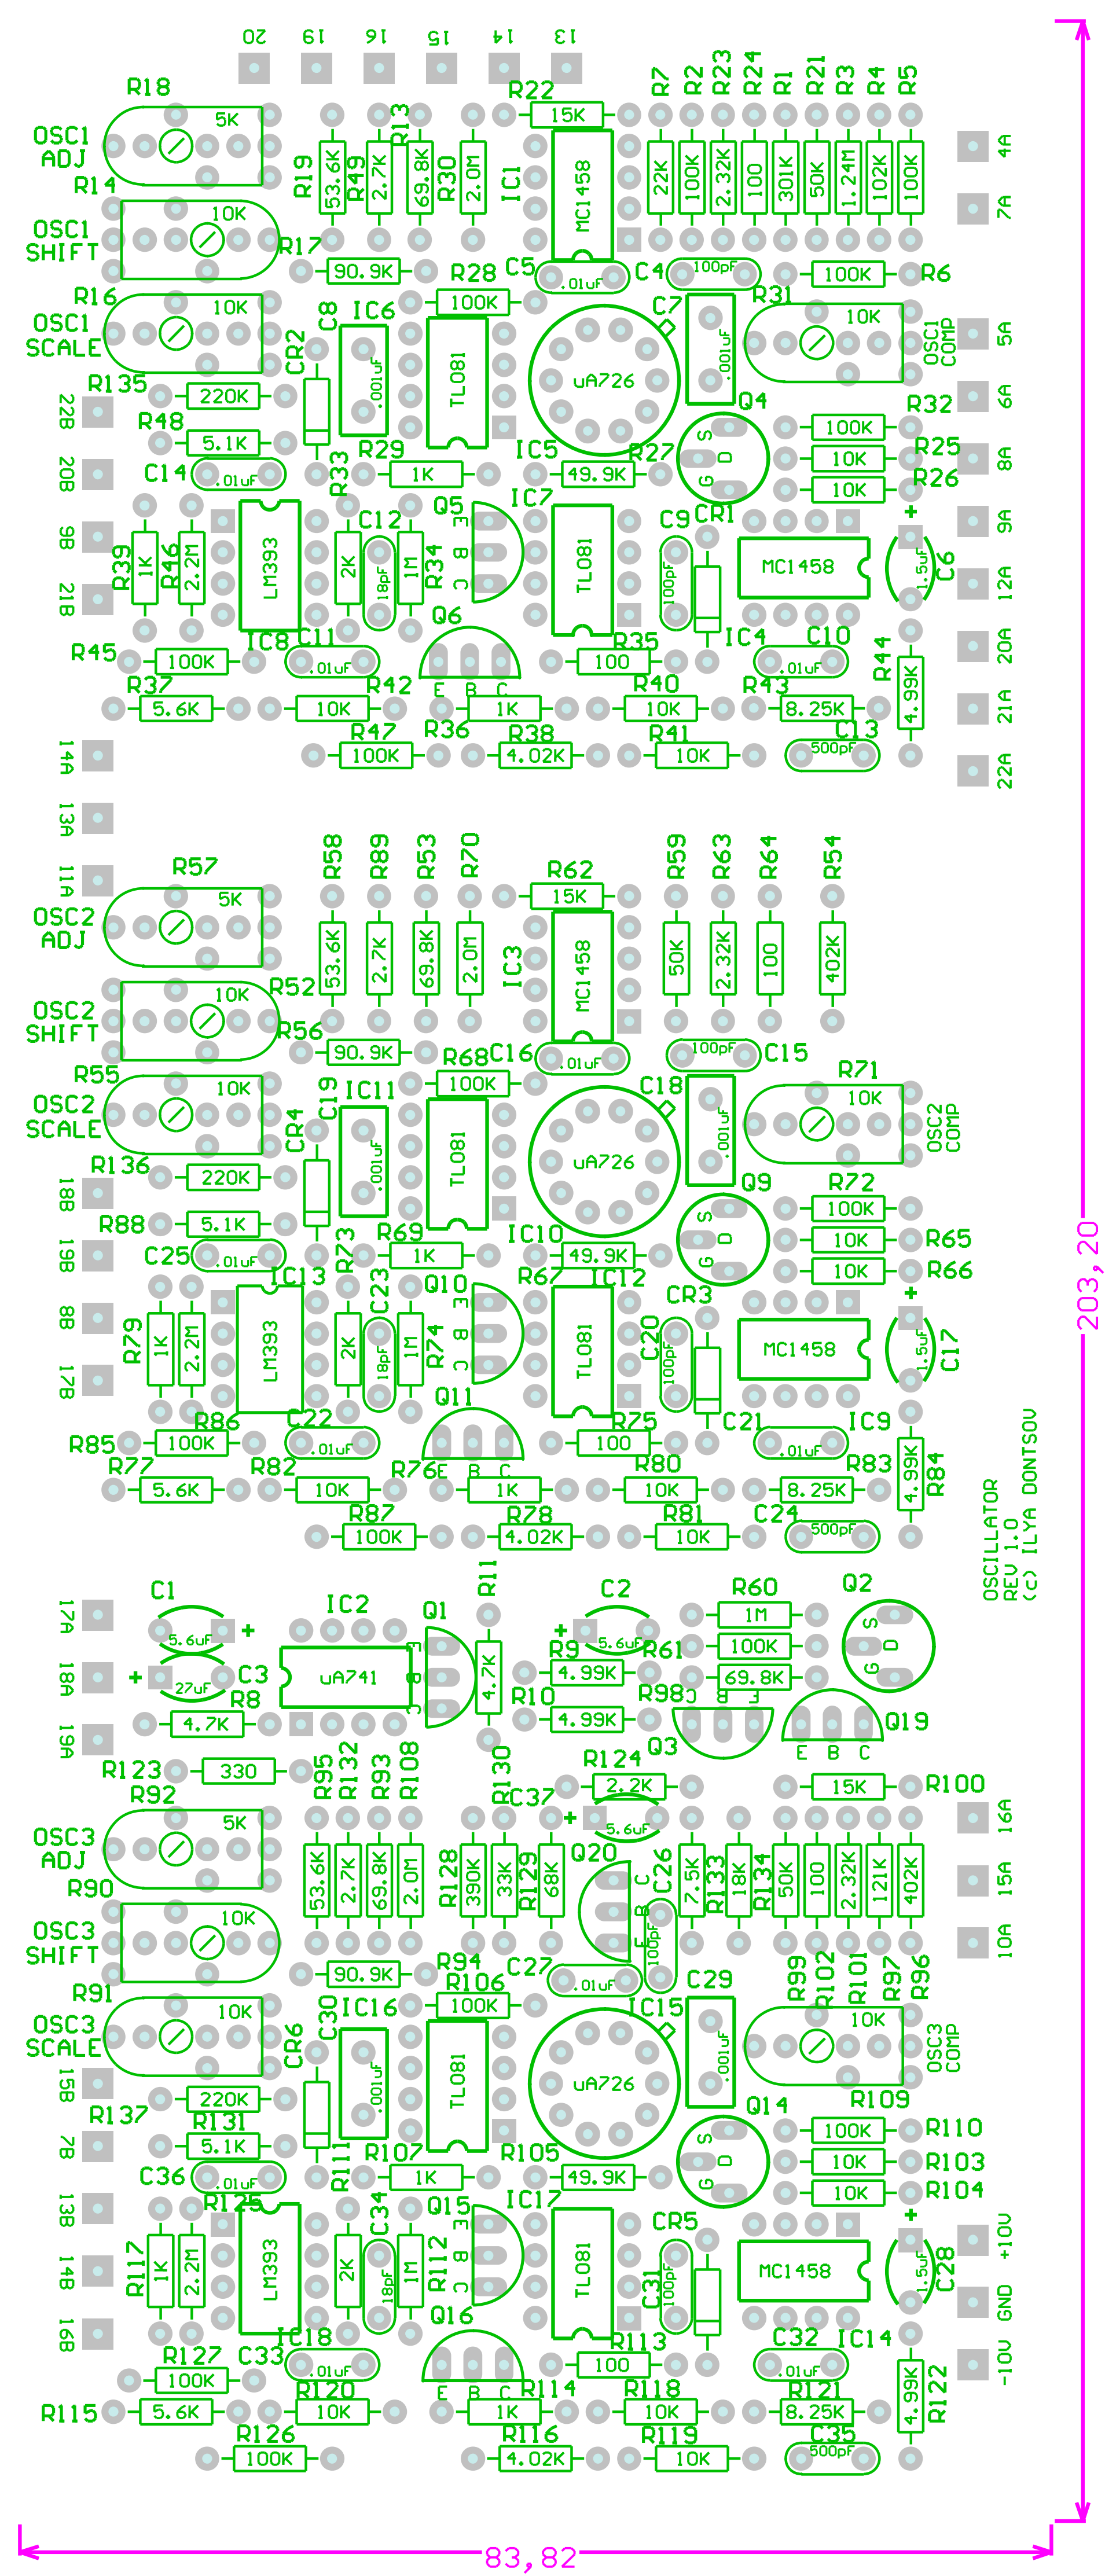 20 19 16 15 14 13
R18 5K OSC1 ADJ
R14 10K OSC1 SHIFT
R16 10K OSC1 SCALE
R19 53.6K R49 2.7K R13 69.8K R30 2.0M
R22 15K IC1 MC1458
R7 22K R2 100K R23 2.32K R24 100 R1 301K R21 50K R3 1.24M R4 102K R5 100K
4A 7A
R17 90.9K R28 100K C5 .01uF C4 100pF 100K R6
C8 .001uF IC6 TL081 CR2
uA726 C7 .001uF R31 10K OSC1 COMP
5A 6A 8A 9A 12A 20A 21A 22A
R135 220K
22B 20B 9B 21B
R48 5.1K
C14 .01uF
R29 1K IC5 49.9K R27
Q4 S D G
R32 100K
R25 10K
R26 10K
R39 1K R46 2.2M LM393 IC8
R33 2K C12 18pF 1M R34
Q5 E B C
IC7 TL081
C9 100pF CR1
MC1458 IC4
+ 1.5uF C6
R45 100K C11 .01uF
Q6 E B C
R35 100 C10 .01uF
R44 4.99K
R37 5.6K R42 10K R36 1K R40 10K R43 8.25K
R47 100K R38 4.02K R41 10K C13 500pF
14A 13A 11A
R57 5K OSC2 ADJ
R52 10K OSC2 SHIFT
R55 10K OSC2 SCALE
R58 53.6K R89 2.7K R53 69.8K R70 2.0M
R62 15K IC3 MC1458
R59 50K R63 2.32K R64 100 R54 402K
R56 90.9K R68 100K C16 .01uF 100pF C15
C19 .001uF IC11 TL081 CR4
uA726 C18 .001uF R71 10K OSC2 COMP
R136 220K
18B 19B 8B 17B
R88 5.1K
C25 .01uF
R69 1K IC10 49.9K R67
Q9 S D G
R72 100K
10K R65
10K R66
R79 1K 2.2M R86 IC13 LM393
R73 2K C23 18pF 1M R74
Q10 E B C
IC12 TL081
C20 100pF CR3
MC1458 IC9
+ 1.5uF C17
R85 100K C22 .01uF
Q11 E B C
R75 100 C21 .01uF
4.99K R84
R77 5.6K R82 10K R76 1K R80 10K R83 8.25K
R87 100K R78 4.02K R81 10K C24 500pF
OSCILLATOR
REV 1.0
(c) ILYA DONTSOV
203,20
17A 18A 19A
C1 5.6uF +
+ 27uF C3
IC2 uA741
Q1 E B C
R11 4.7K
C2 + 5.6uF
R60 1M
R61 100K
R98 69.8K
Q2 S D G
R8 4.7K
R9 4.99K
R10 4.99K
C B E Q3
E B C Q19
R123 330
R124 2.2K
15K R100
R92 5K OSC3 ADJ
R90 10K OSC3 SHIFT
R91 10K OSC3 SCALE
R95 53.6K R132 2.7K R93 69.8K R108 2.0M
R128 390K R130 33K R129 68K
C37 + 5.6uF
Q20 C B E
C26 100pF
7.5K R133 18K R134
50K R99 100 R102 2.32K R101 121K R97 402K R96
16A 15A 10A
90.9K R94 R106 100K C27 .01uF
C30 .001uF IC16 TL081 CR6
IC15 uA726 C29 .001uF 10K R109 OSC3 COMP
15B 7B 13B 14B 16B
220K R137
R131 5.1K
C36 .01uF
R107 1K R105 49.9K
Q14 S D G
100K R110
10K R103
10K R104
R117 1K 2.2M R125 LM393 IC18
R111 2K C34 18pF 1M R112
Q15 E B C
IC17 TL081
C31 100pF CR5
MC1458 IC14
+ 1.5uF C28
+10V GND -10V
R127 100K C33 .01uF
Q16 E B C
R113 100 C32 .01uF
4.99K R122
R115 5.6K R120 10K R114 1K R118 10K R121 8.25K
R126 100K R116 4.02K R119 10K C35 500pF
83,82